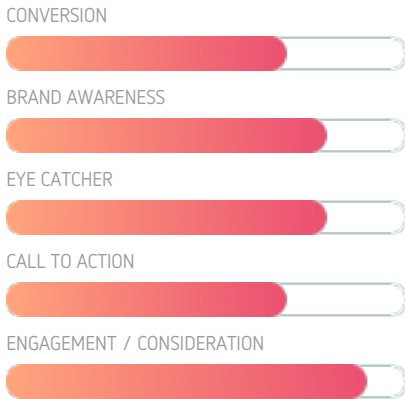 CONVERSION
BRAND AWARENESS
EYE CATCHER
CALL TO ACTION
ENGAGEMENT / CONSIDERATION